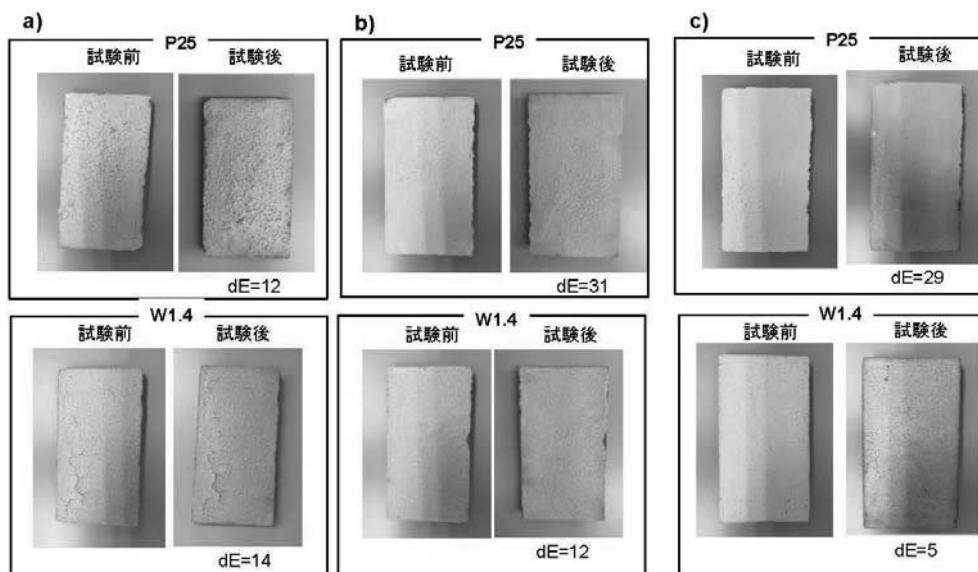 a)
P25
試験前 試験後
dE=12
W1.4
試験前 試験後
dE=14
b)
P25
試験前 試験後
dE=31
W1.4
試験前 試験後
dE=12
c)
P25
試験前 試験後
dE=29
W1.4
試験前 試験後
dE=5